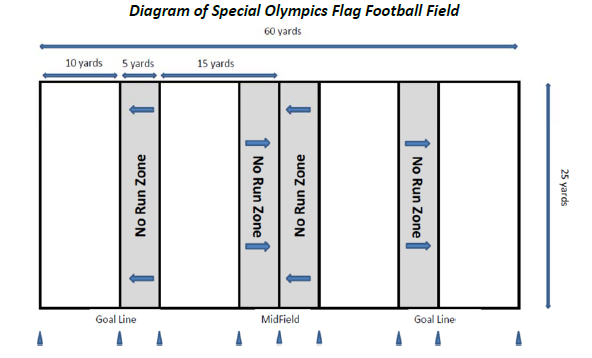 Diagram of Special Olympics Flag Football Field
60 yards
10 yards
5 yards
15 yards
No Run Zone
No Run Zone
No Run Zone
No Run Zone
25 yards
Goal Line
MidField
Goal Line